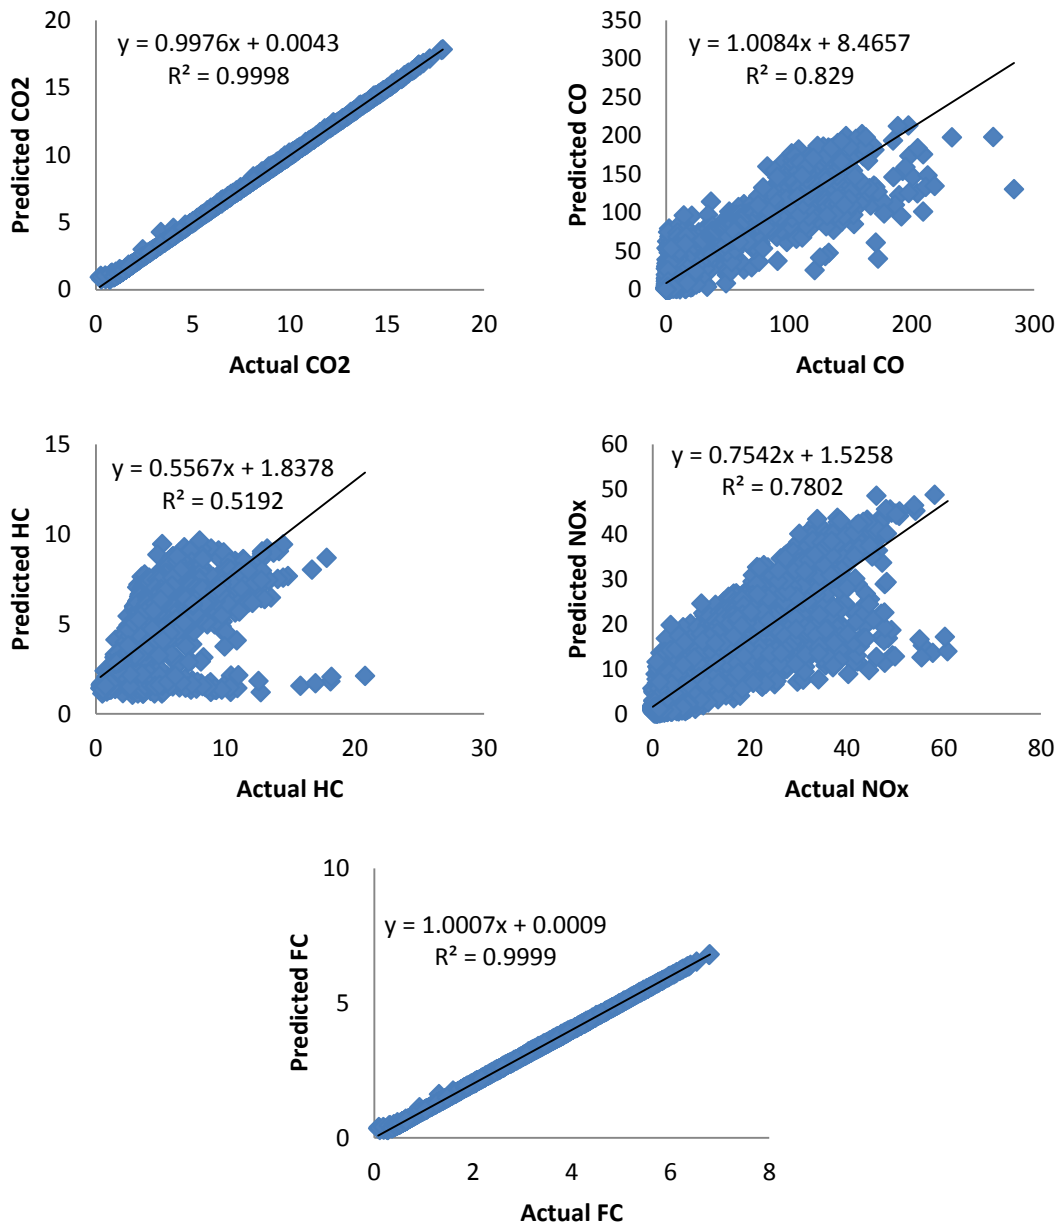 20
15
10
5
0
0 5 10 15 20
Predicted CO2
Actual CO2
y = 0.9976x + 0.0043
R² = 0.9998
350
300
250
200
150
100
50
0
0 100 200 300
Predicted CO
Actual CO
y = 1.0084x + 8.4657
R² = 0.829
15
10
5
0
0 10 20 30
Predicted HC
Actual HC
y = 0.5567x + 1.8378
R² = 0.5192
60
50
40
30
20
10
0
0 20 40 60 80
Predicted NOx
Actual NOx
y = 0.7542x + 1.5258
R² = 0.7802
10
5
0
0 2 4 6 8
Predicted FC
Actual FC
y = 1.0007x + 0.0009
R² = 0.9999